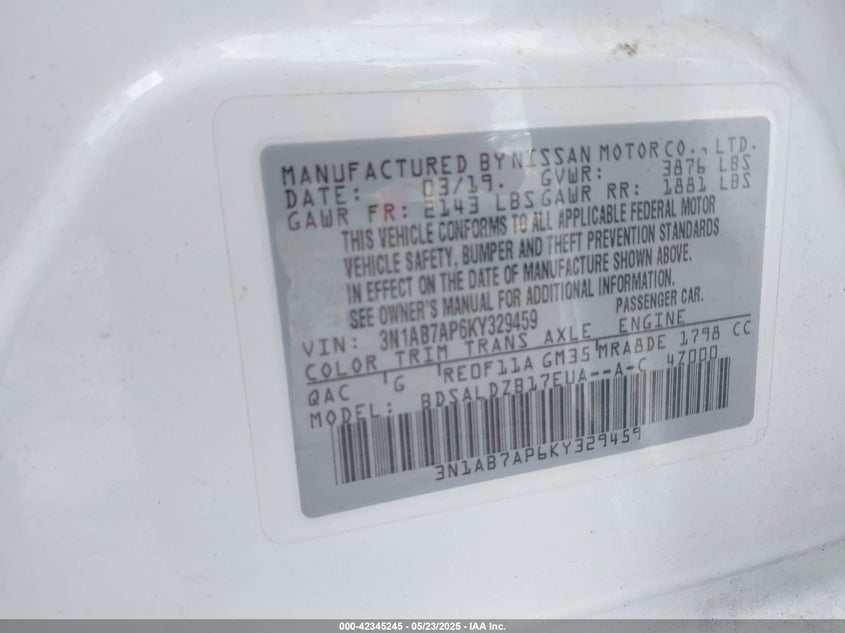 MANUFACTURED BY NISSAN MOTOR CO., LTD.
DATE: 03/19. GVWR: 3876 LBS
GAWR FR: 2143 LBS GAWR RR: 1881 LBS
THIS VEHICLE CONFORMS TO ALL APPLICABLE FEDERAL MOTOR
VEHICLE SAFETY, BUMPER AND THEFT PREVENTION STANDARDS
IN EFFECT ON THE DATE OF MANUFACTURE SHOWN ABOVE.
SEE OWNER'S MANUAL FOR ADDITIONAL INFORMATION.
VIN: 3N1AB7AP6KY329459 PASSENGER CAR.
COLOR TRIM TRANS AXLE ENGINE
QAC G RE0F11A GM35 MRA8DE 1798 CC
MODEL: BDSALDZB17EUA--A-C 47000
3N1AB7AP6KY329459
000-42345245 - 05/23/2025 - IAA Inc.